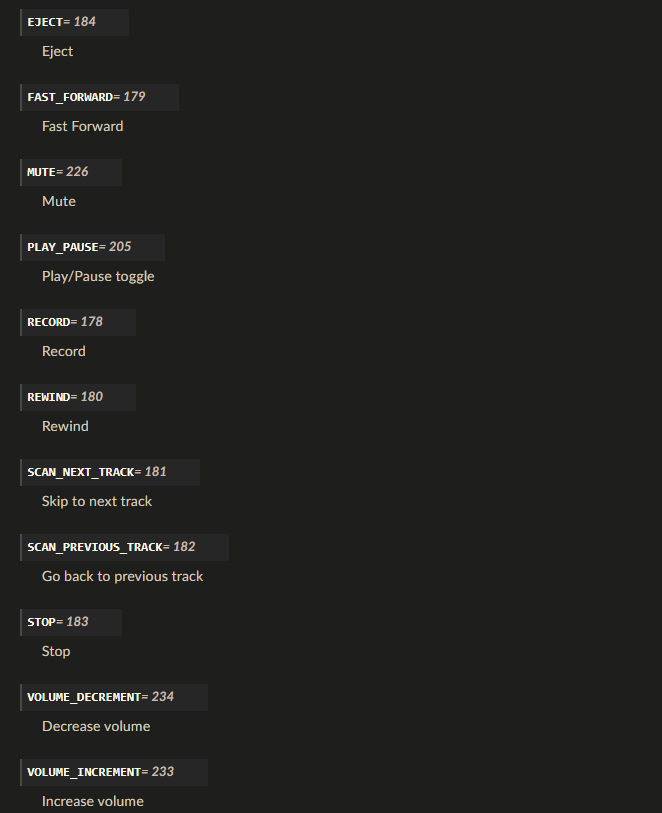 EJECT= 184
Eject
FAST_FORWARD= 179
Fast Forward
MUTE= 226
Mute
PLAY_PAUSE= 205
Play/Pause toggle
RECORD= 178
Record
REWIND= 180
Rewind
SCAN_NEXT_TRACK= 181
Skip to next track
SCAN_PREVIOUS_TRACK= 182
Go back to previous track
STOP= 183
Stop
VOLUME_DECREMENT= 234
Decrease volume
VOLUME_INCREMENT= 233
Increase volume